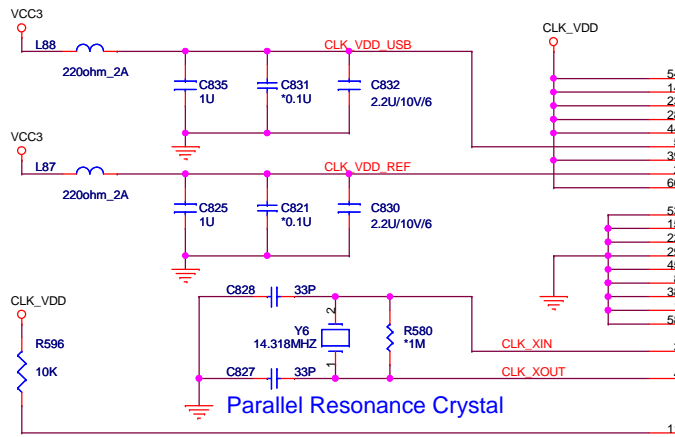 VCC3
L88
220ohm_2A
CLK_VDD_USB
C835
1U
C831
*0.1U
C832
2.2U/10V/6
CLK_VDD
VCC3
L87
220ohm_2A
CLK_VDD_REF
C825
1U
C821
*0.1U
C830
2.2U/10V/6
CLK_VDD
R596
10K
C828
33P
2
Y6
14.318MHZ
1
R580
*1M
C827
33P
CLK_XIN
CLK_XOUT
Parallel Resonance Crystal